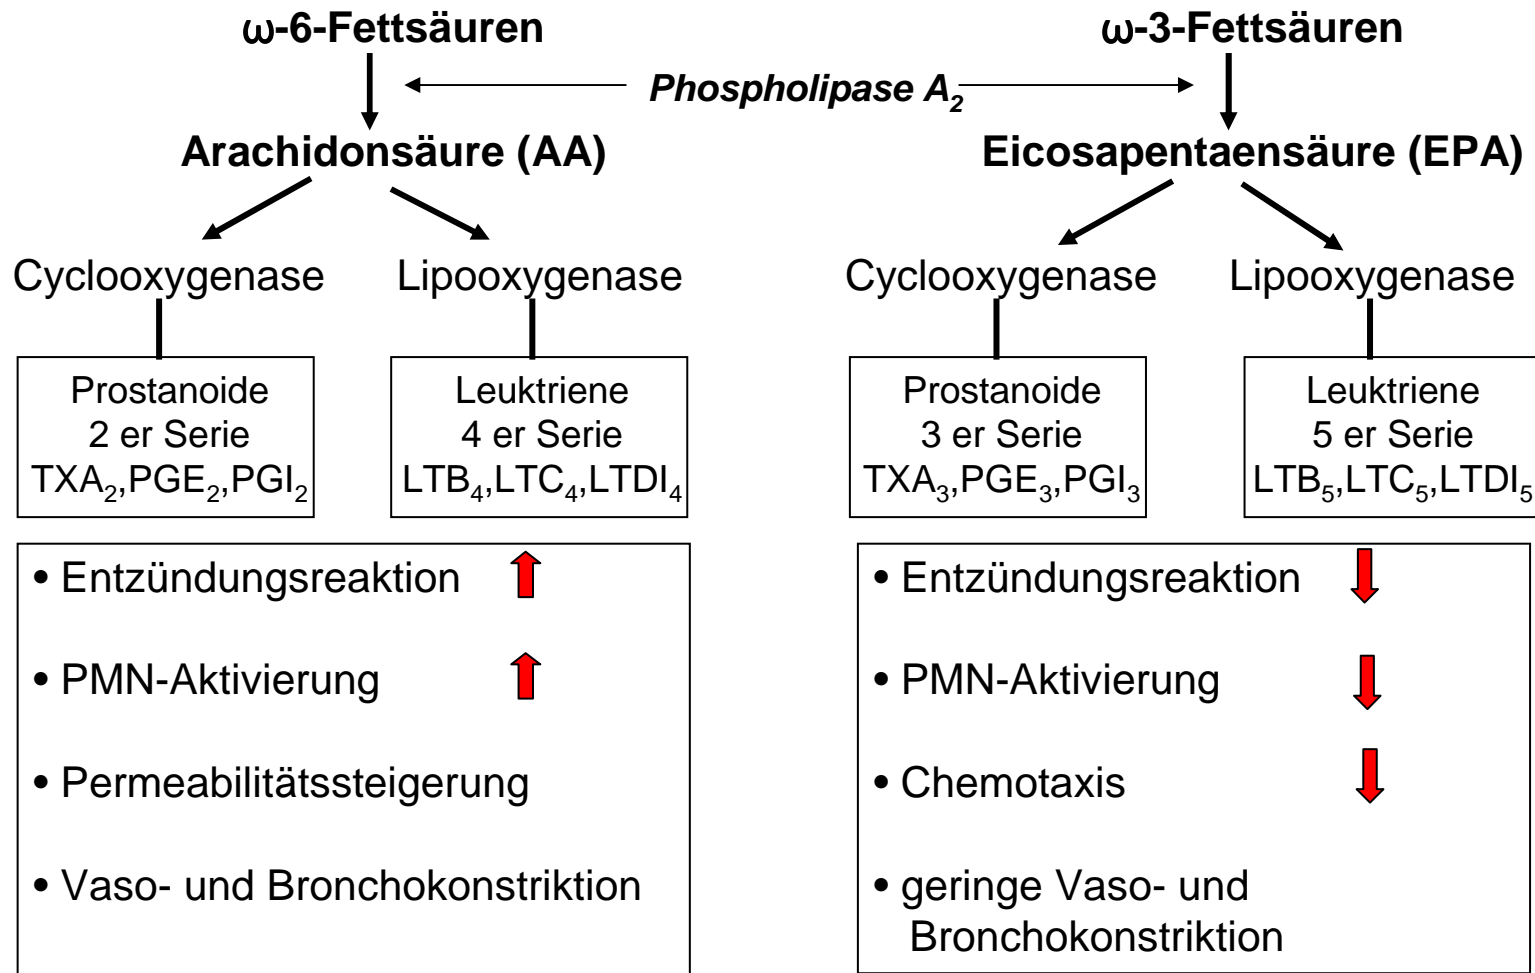 ω-6-Fettsäuren
ω-3-Fettsäuren
Phospholipase A₂
Arachidonsäure (AA)
Eicosapentaensäure (EPA)
Cyclooxygenase
Lipooxygenase
Cyclooxygenase
Lipooxygenase
Prostanoide
2 er Serie
TXA₂,PGE₂,PGI₂
Leuktriene
4 er Serie
LTB₄,LTC₄,LTDI₄
Prostanoide
3 er Serie
TXA₃,PGE₃,PGI₃
Leuktriene
5 er Serie
LTB₅,LTC₅,LTDI₅
• Entzündungsreaktion
• PMN-Aktivierung
• Permeabilitätssteigerung
• Vaso- und Bronchokonstriktion
• Entzündungsreaktion
• PMN-Aktivierung
• Chemotaxis
• geringe Vaso- und
Bronchokonstriktion